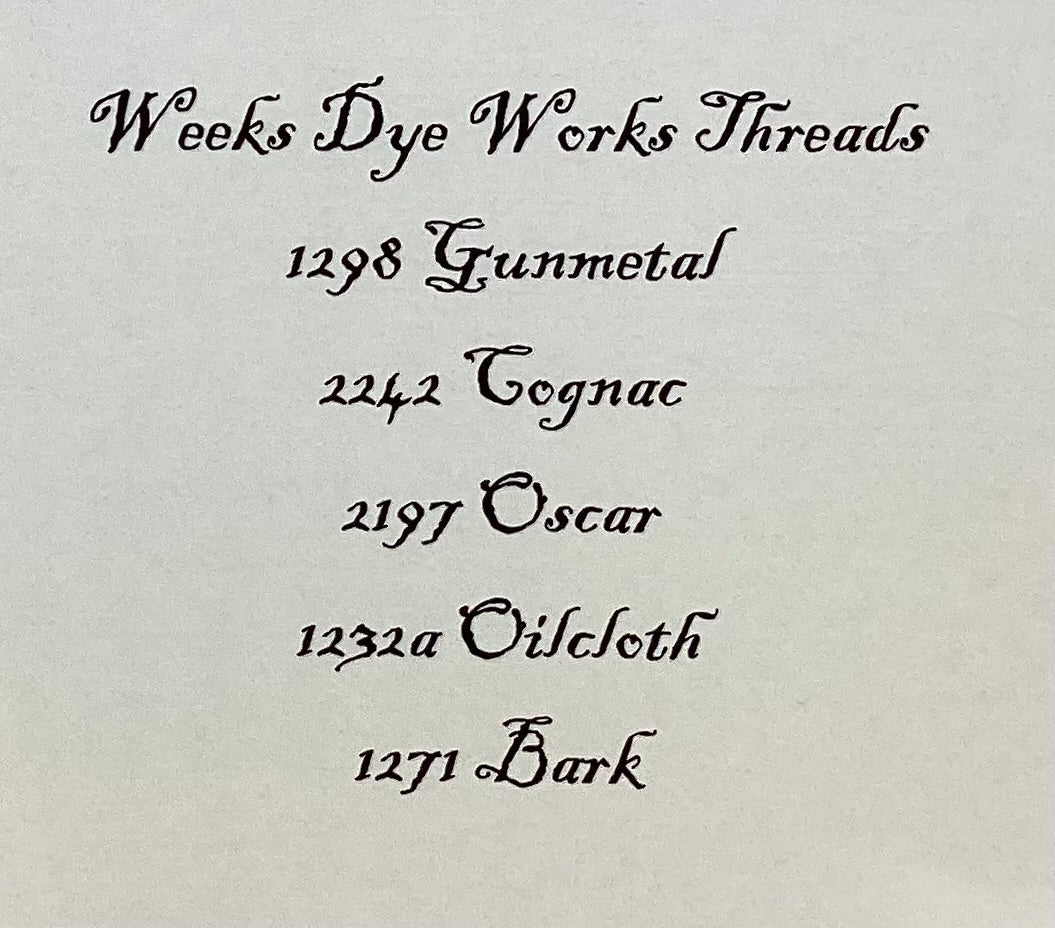 Weeks Dye Works Threads
1298 Gunmetal
2242 Cognac
2197 Oscar
1232a Oilcloth
1271 Bark